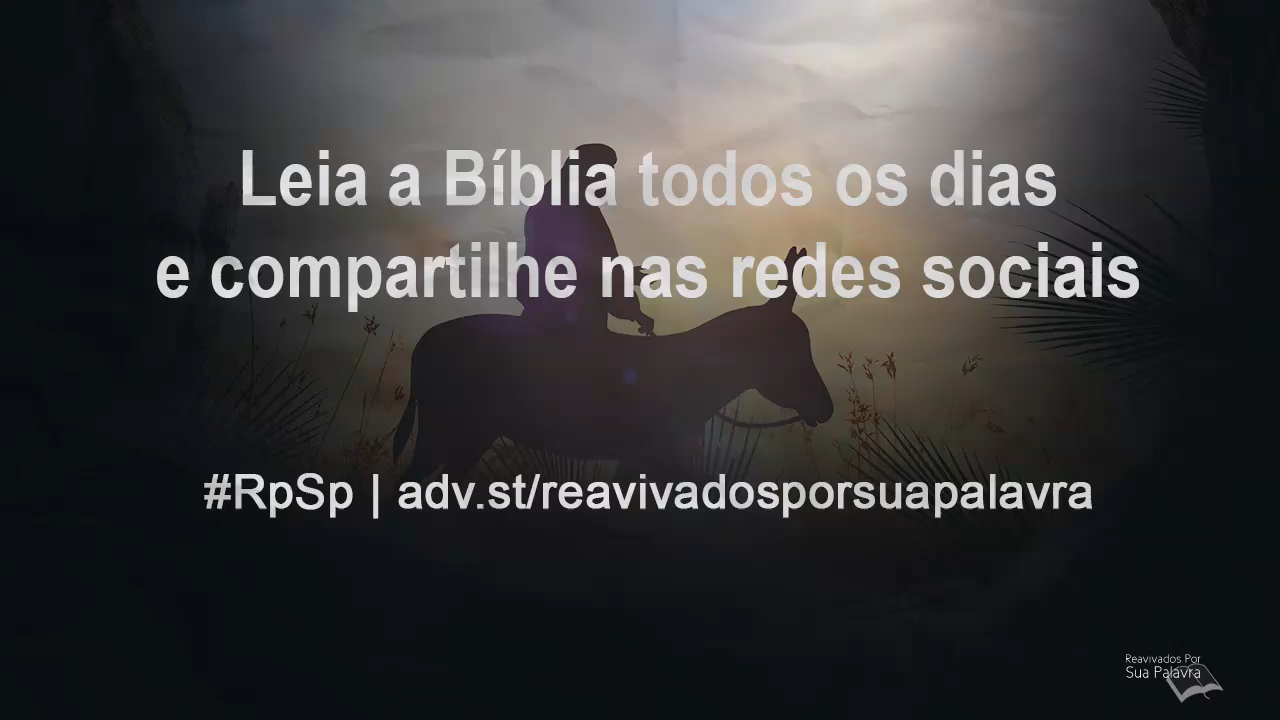 Leia a Bíblia todos os dias
e compartilhe nas redes sociais
#RpSp | adv.st/reavivadosporsuapalavra
Reavivados Por
Sua Palavra